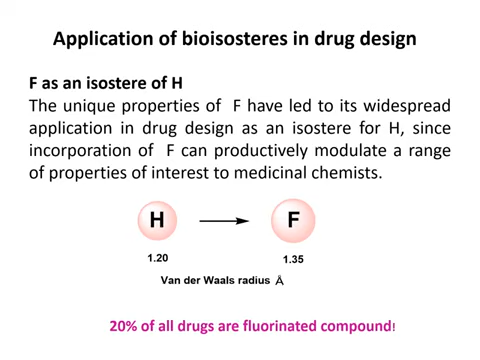 Application of bioisosteres in drug design
F as an isostere of H
The unique properties of F have led to its widespread
application in drug design as an isostere for H, since
incorporation of F can productively modulate a range
of properties of interest to medicinal chemists.
H F
1.20 1.35
Van der Waals radius Å
20% of all drugs are fluorinated compound!